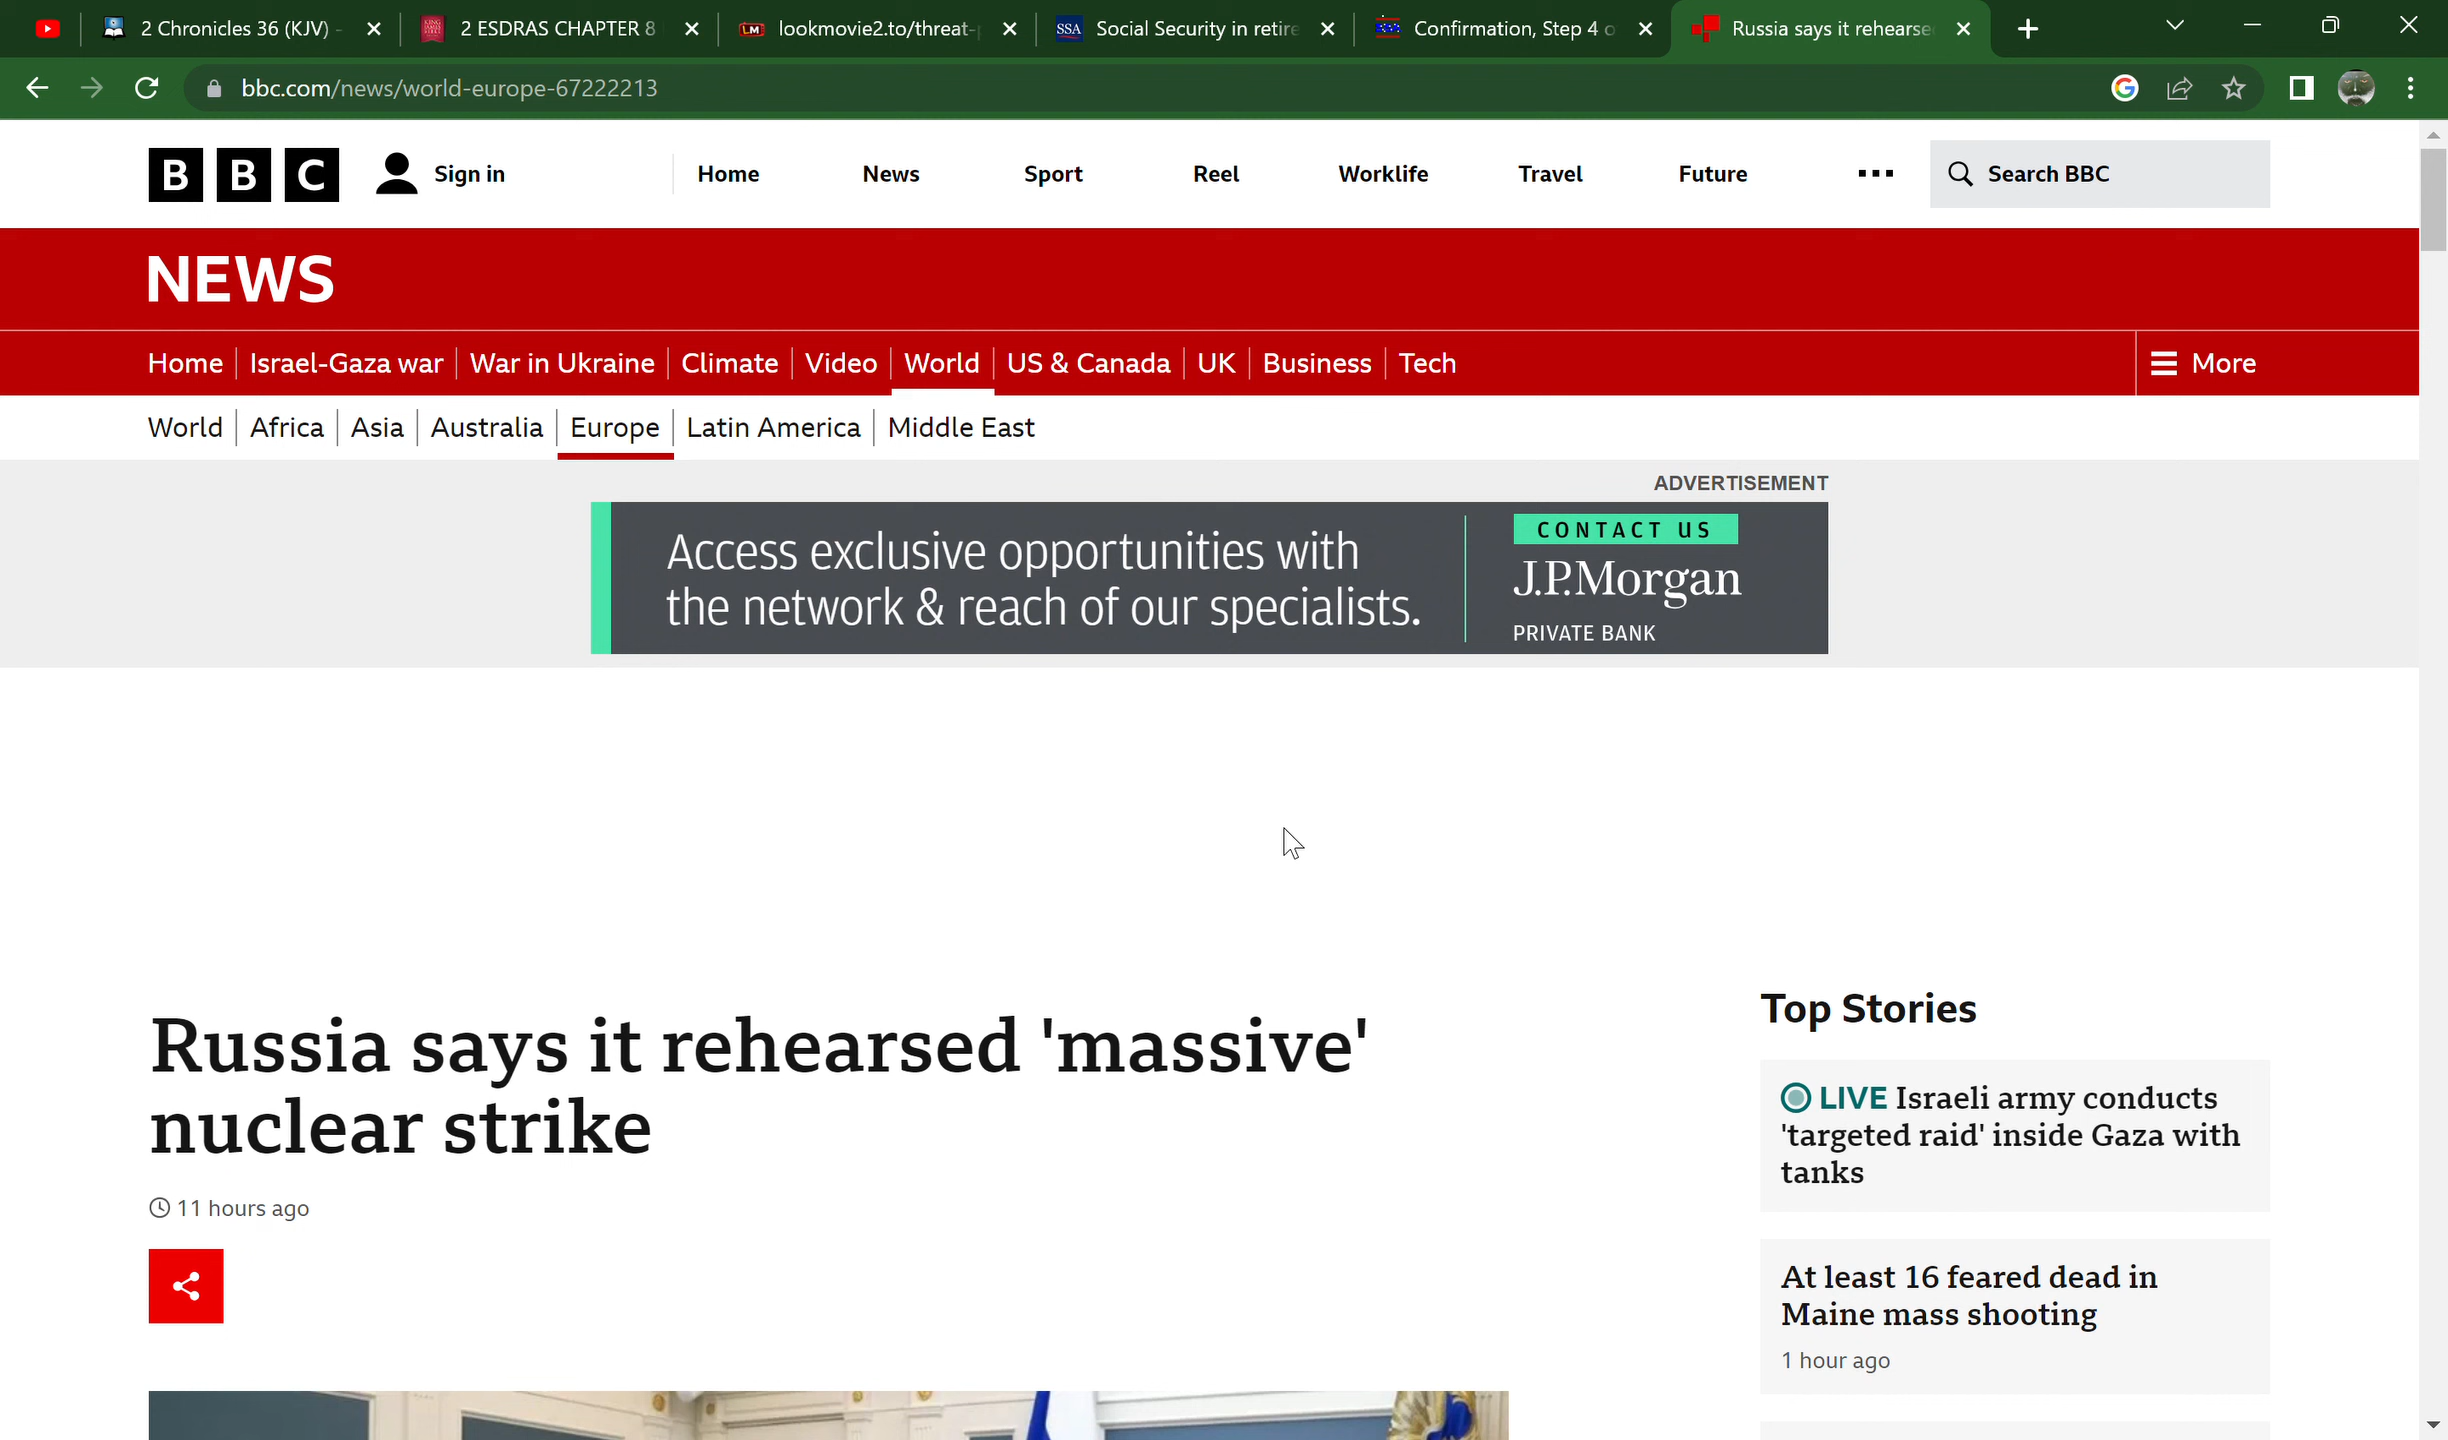 2 Chronicles 36 (KJV) -
2 ESDRAS CHAPTER 8
LM lookmovie2.to/threat-
SSA Social Security in retire
Confirmation, Step 4 o
Russia says it rehearse
bbc.com/news/world-europe-67222213
BBC
Sign in
Home
News
Sport
Reel
Worklife
Travel
Future
Search BBC
NEWS
Home Israel-Gaza war War in Ukraine Climate Video World US & Canada UK Business Tech
More
World Africa Asia Australia Europe Latin America Middle East
ADVERTISEMENT
Access exclusive opportunities with
the network & reach of our specialists.
CONTACT US
J.P.Morgan
PRIVATE BANK
Russia says it rehearsed 'massive'
nuclear strike
11 hours ago
Top Stories
LIVE Israeli army conducts
'targeted raid' inside Gaza with
tanks
At least 16 feared dead in
Maine mass shooting
1 hour ago